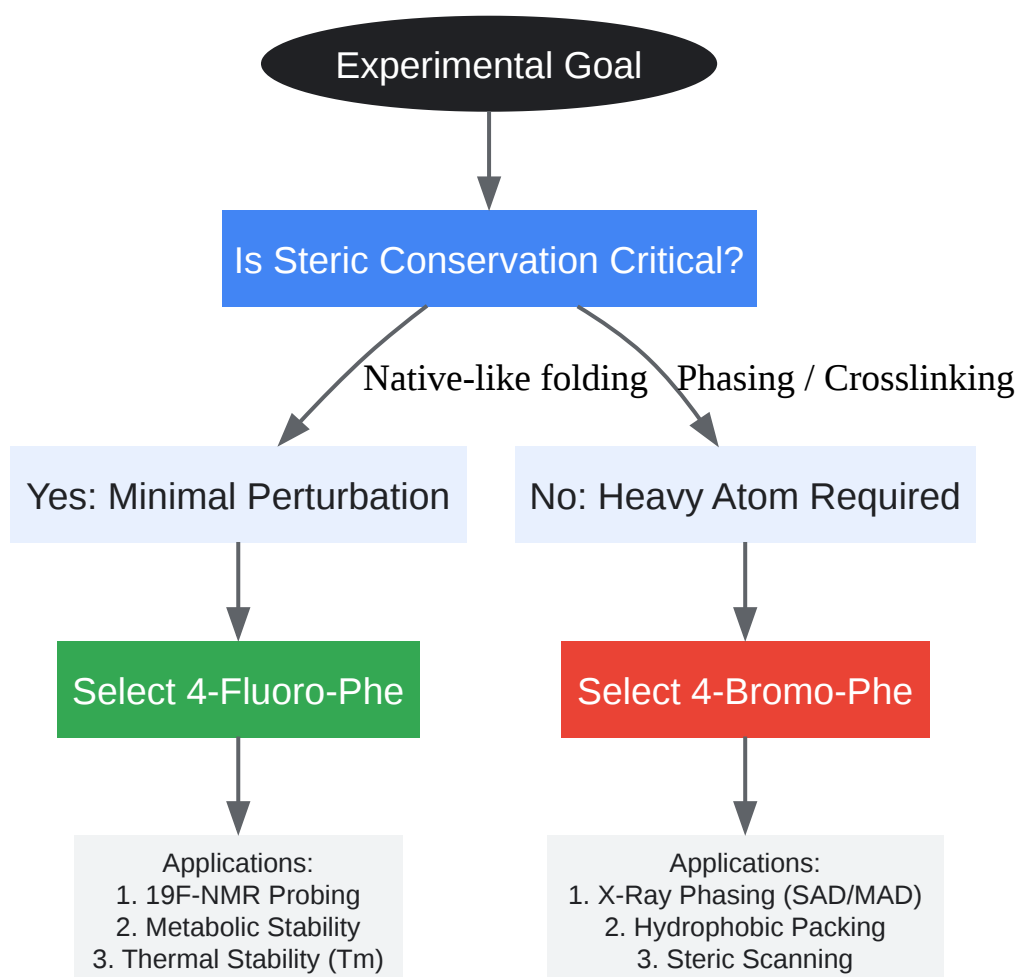 Experimental Goal
Is Steric Conservation Critical?
Native-like folding
Phasing / Crosslinking
Yes: Minimal Perturbation
No: Heavy Atom Required
Select 4-Fluoro-Phe
Select 4-Bromo-Phe
Applications:
1. 19F-NMR Probing
2. Metabolic Stability
3. Thermal Stability (Tm)
Applications:
1. X-Ray Phasing (SAD/MAD)
2. Hydrophobic Packing
3. Steric Scanning